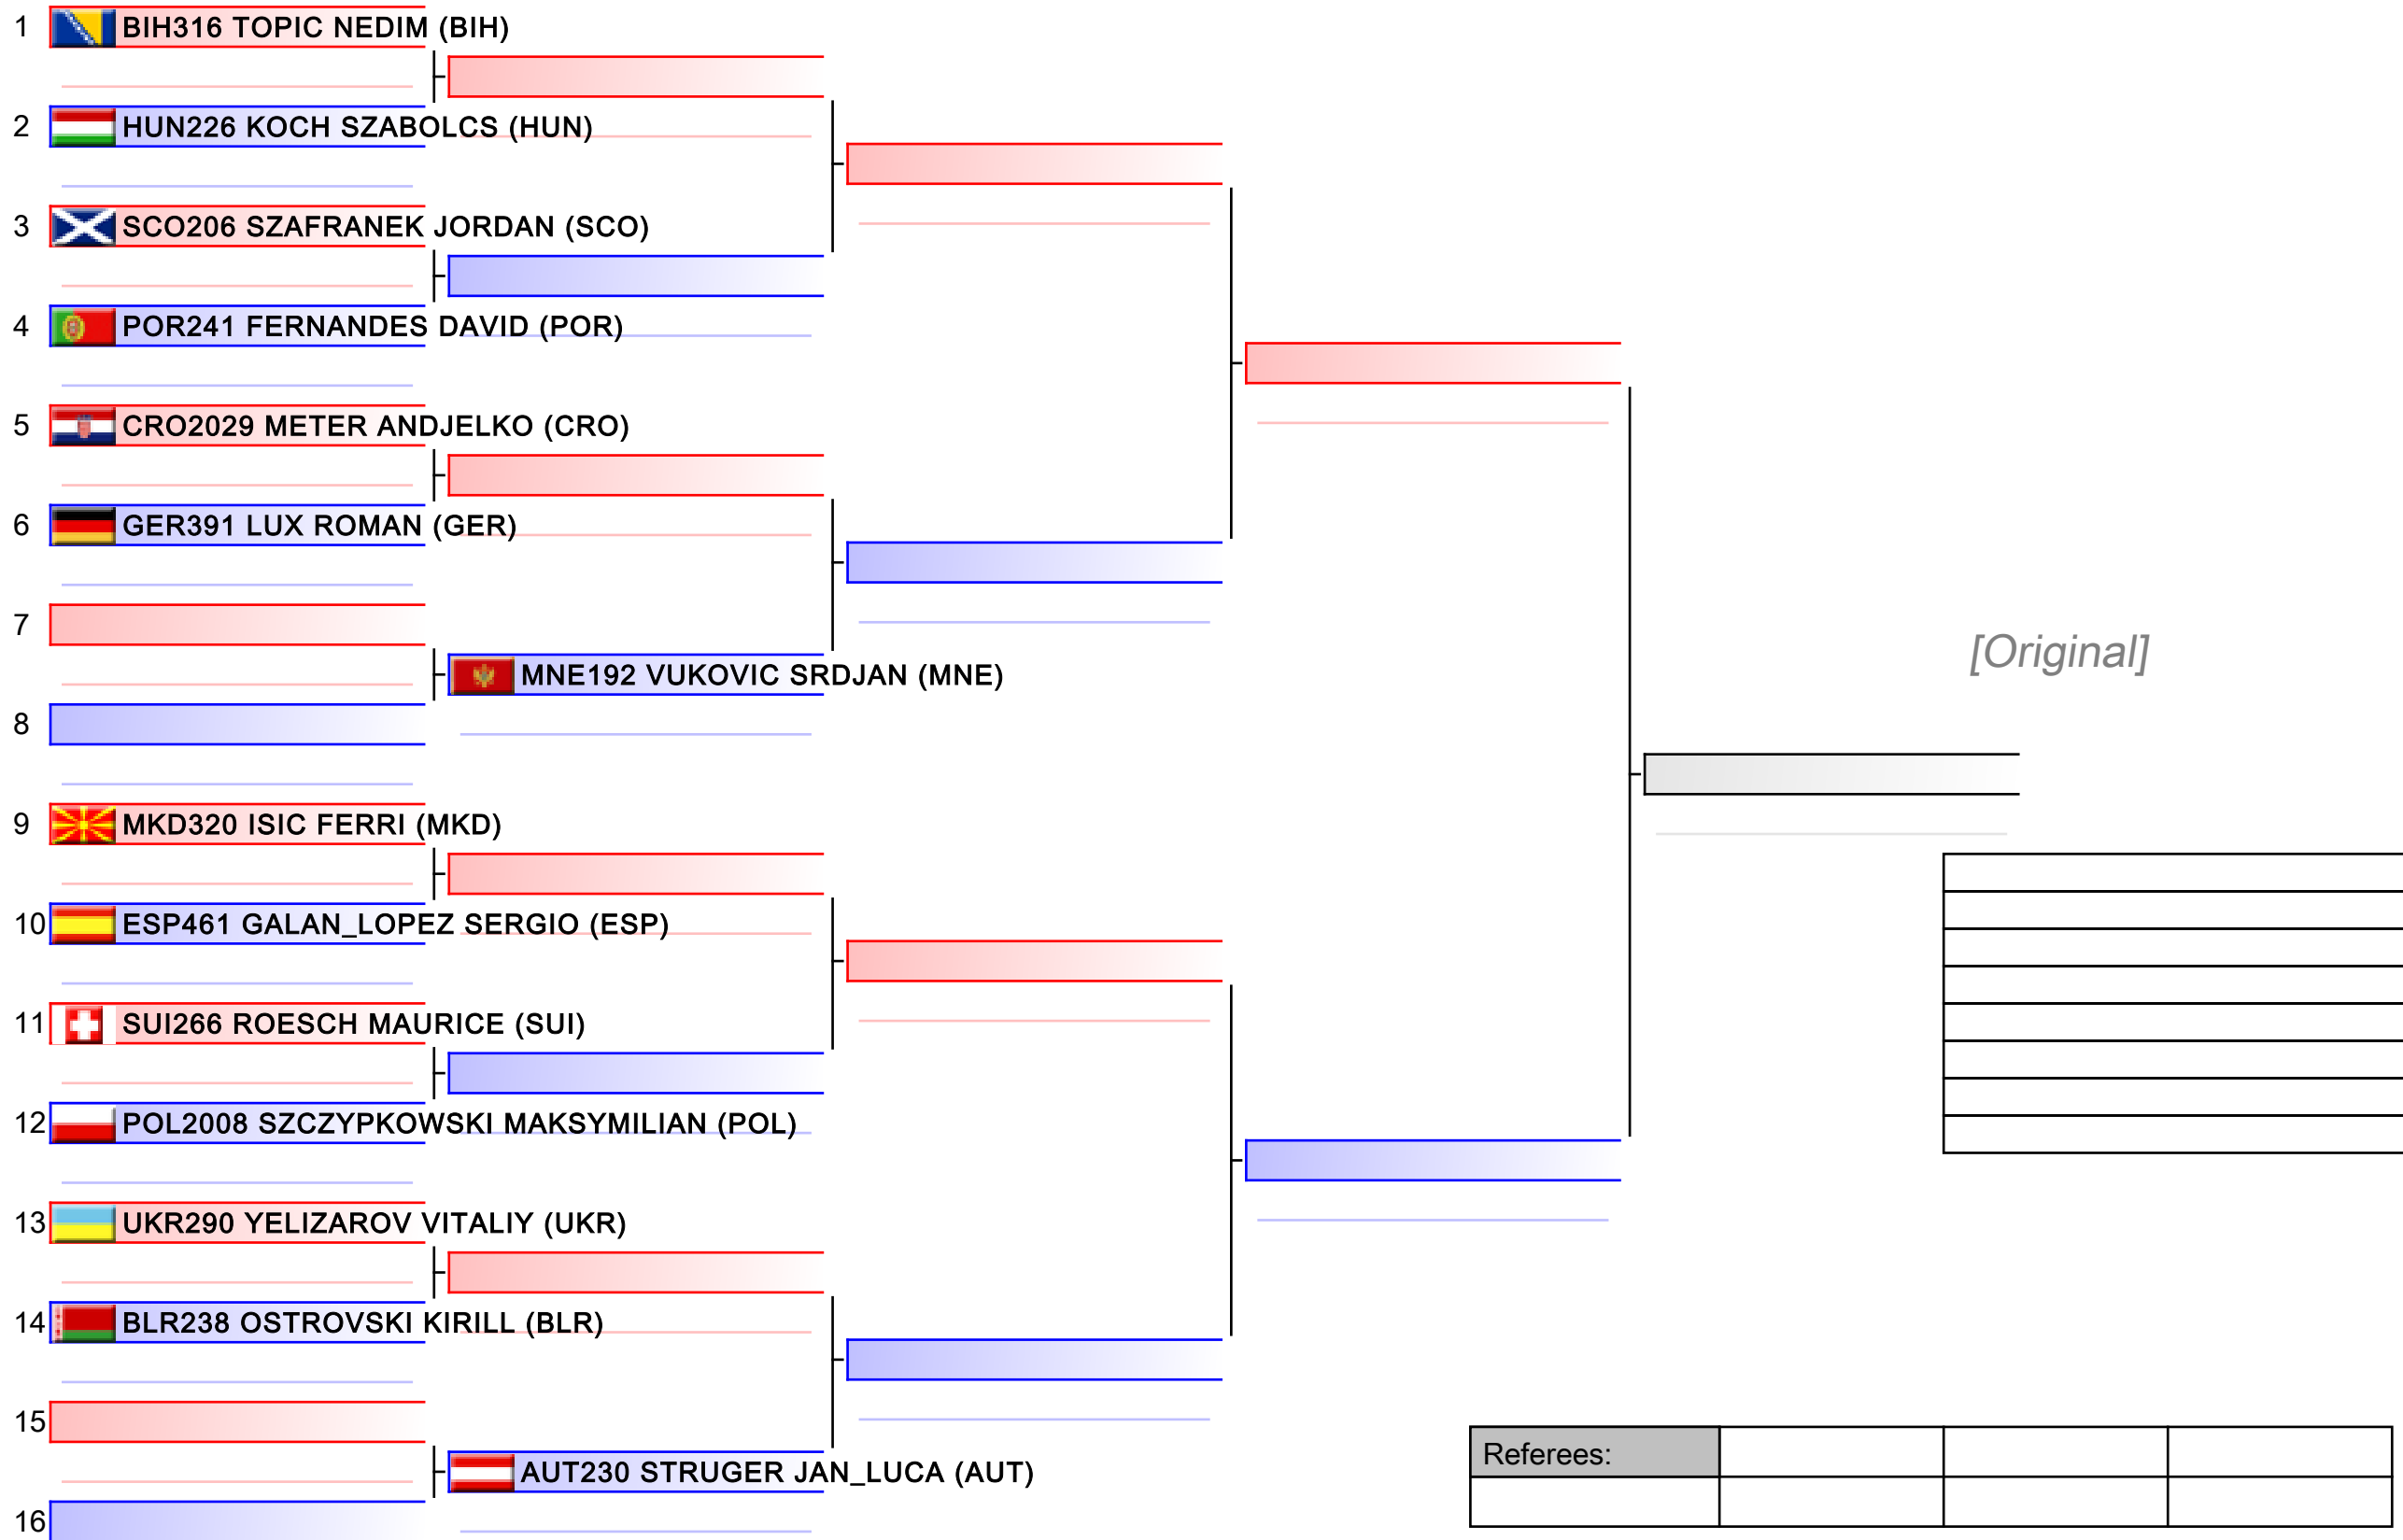 1 BIH316 TOPIC NEDIM (BIH)
2 HUN226 KOCH SZABOLCS (HUN)
3 SCO206 SZAFRANEK JORDAN (SCO)
4 POR241 FERNANDES DAVID (POR)
5 CRO2029 METER ANDJELKO (CRO)
6 GER391 LUX ROMAN (GER)
7
[Original]
MNE192 VUKOVIC SRDJAN (MNE)
8
9 MKD320 ISIC FERRI (MKD)
10 ESP461 GALAN_LOPEZ SERGIO (ESP)
11 SUI266 ROESCH MAURICE (SUI)
12 POL2008 SZCZYPKOWSKI MAKSYMILIAN (POL)
13 UKR290 YELIZAROV VITALIY (UKR)
14 BLR238 OSTROVSKI KIRILL (BLR)
15
Referees:
AUT230 STRUGER JAN_LUCA (AUT)
16